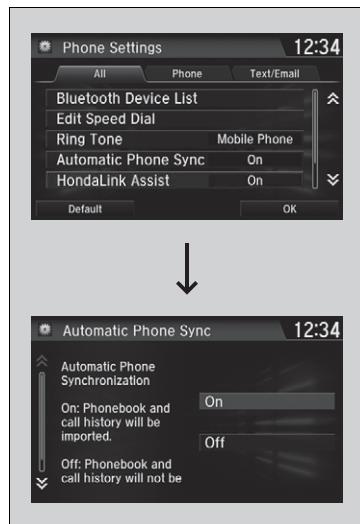 Phone Settings 12:34
All Phone Text/Email
Bluetooth Device List
Edit Speed Dial
Ring Tone Mobile Phone
Automatic Phone Sync On
HondaLink Assist On
Default OK
Automatic Phone Sync 12:34
Automatic Phone
Synchronization
On: Phonebook and
call history will be
imported.
Off: Phonebook and
call history will not be
On
Off